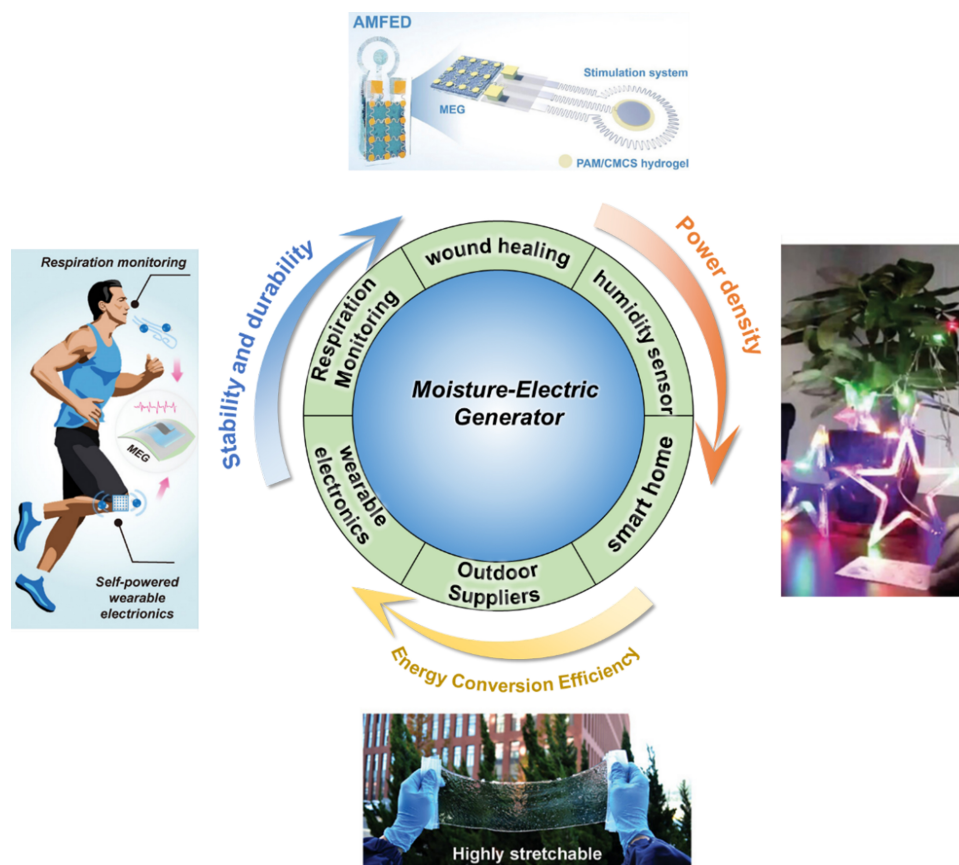 AMFED
MEG
Stimulation system
PAM/CMCS hydrogel
Stability and durability
Power density
Energy Conversion Efficiency
wound healing
humidity sensor
smart home
Outdoor
Suppliers
wearable
electronics
Respiration
Monitoring
Moisture-Electric
Generator
Respiration monitoring
MEG
Self-powered
wearable
electrionics
Highly stretchable